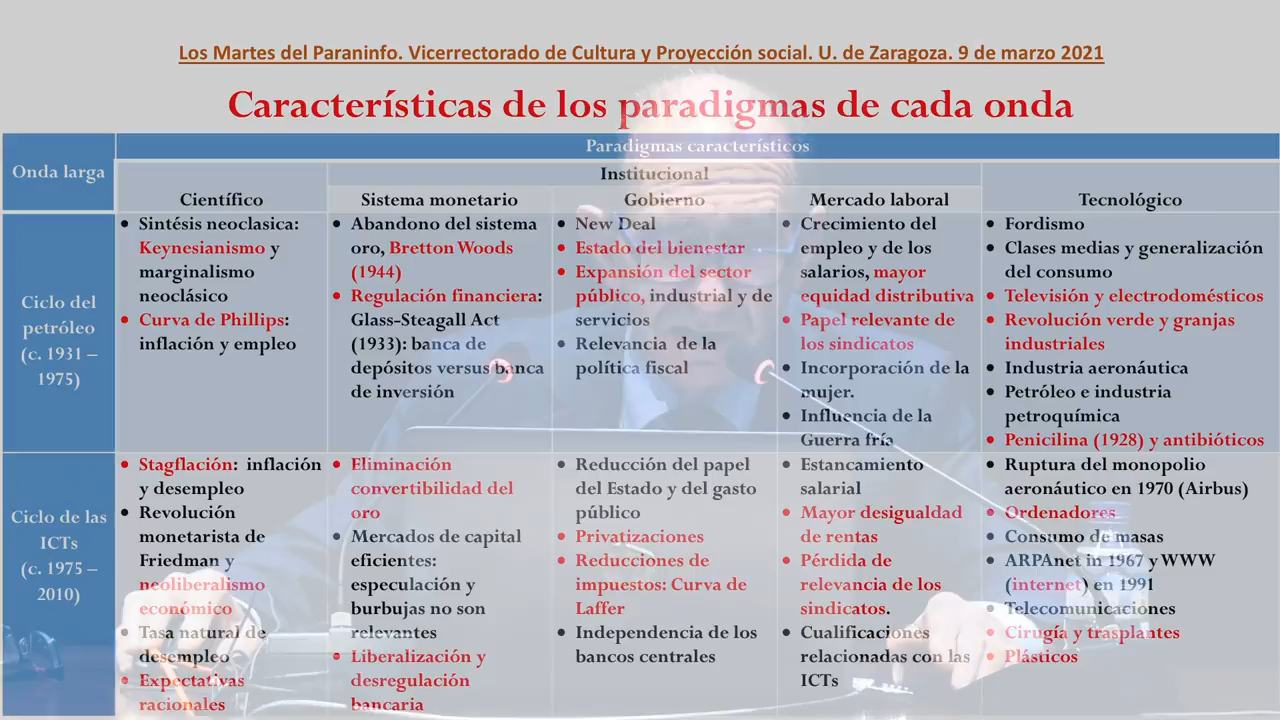 Los Martes del Paraninfo. Vicerrectorado de Cultura y Proyección social. U. de Zaragoza. 9 de marzo 2021
Características de los paradigmas de cada onda
Onda larga
Paradigmas característicos
Científico
Institucional
Sistema monetario
Gobierno
Mercado laboral
Tecnológico
Ciclo del
petróleo
(c. 1931 –
1975)
• Sintésis neoclasica:
Keynesianismo y
marginalismo
neoclásico
• Curva de Phillips:
inflación y empleo
• Abandono del sistema
oro, Bretton Woods
(1944)
• Regulación financiera:
Glass-Steagall Act
(1933): banca de
depósitos versus banca
de inversión
• New Deal
• Estado del bienestar
• Expansión del sector
público, industrial y de
servicios
• Relevancia de la
política fiscal
• Crecimiento del
empleo y de los
salarios, mayor
equidad distributiva
• Papel relevante de
los sindicatos
• Incorporación de la
mujer.
• Influencia de la
Guerra fría
• Fordismo
• Clases medias y generalización
del consumo
• Televisión y electrodomésticos
• Revolución verde y granjas
industriales
• Industria aeronáutica
• Petróleo e industria
petroquímica
• Penicilina (1928) y antibióticos
Ciclo de las
ICTs
(c. 1975 –
2010)
• Stagflación: inflación
y desempleo
• Revolución
monetarista de
Friedman y
neoliberalismo
económico
• Tasa natural de
desempleo
• Expectativas
racionales
• Eliminación
convertibilidad del
oro
• Mercados de capital
eficientes:
especulación y
burbujas no son
relevantes
• Liberalización y
desregulación
bancaria
• Reducción del papel
del Estado y del gasto
público
• Privatizaciones
• Reducciones de
impuestos: Curva de
Laffer
• Independencia de los
bancos centrales
• Estancamiento
salarial
• Mayor desigualdad
de rentas
• Pérdida de
relevancia de los
sindicatos.
• Cualificaciones
relacionadas con las
ICTs
• Ruptura del monopolio
aeronáutico en 1970 (Airbus)
• Ordenadores
• Consumo de masas
• ARPAnet in 1967 y WWW
(internet) en 1991
• Telecomunicaciones
• Cirugía y trasplantes
• Plásticos